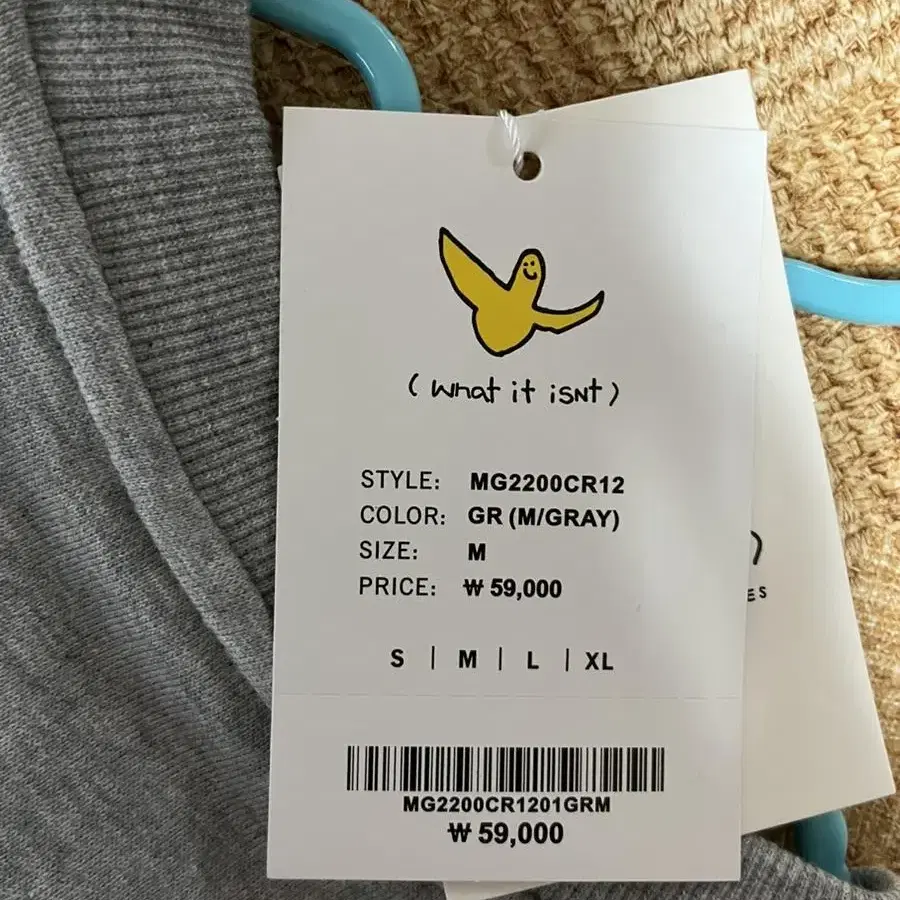 (what it isnt)
STYLE: MG2200CR12
COLOR: GR (M/GRAY)
SIZE: M
PRICE: ₩ 59,000
S | M | L | XL
MG2200CR1201GRM
₩ 59,000